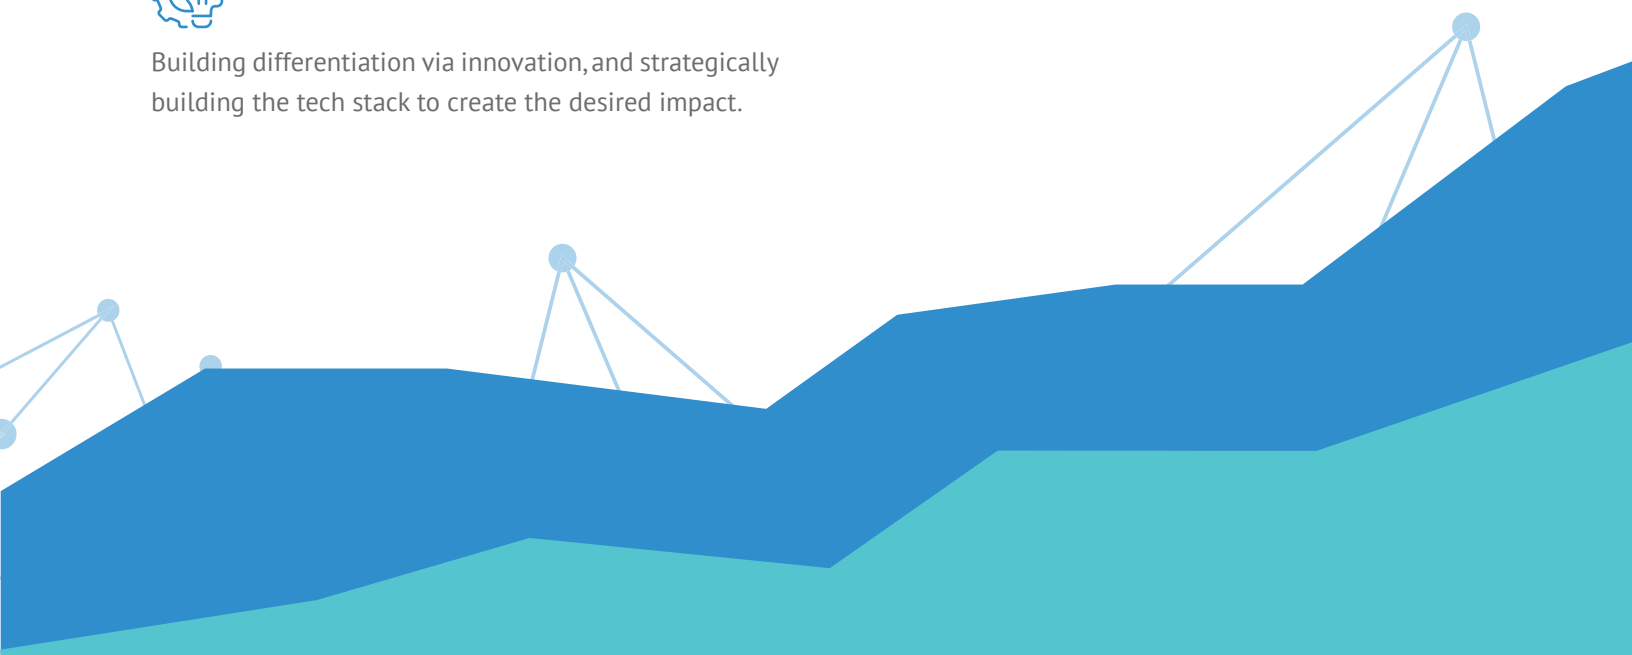 Building differentiation via innovation, and strategically
building the tech stack to create the desired impact.